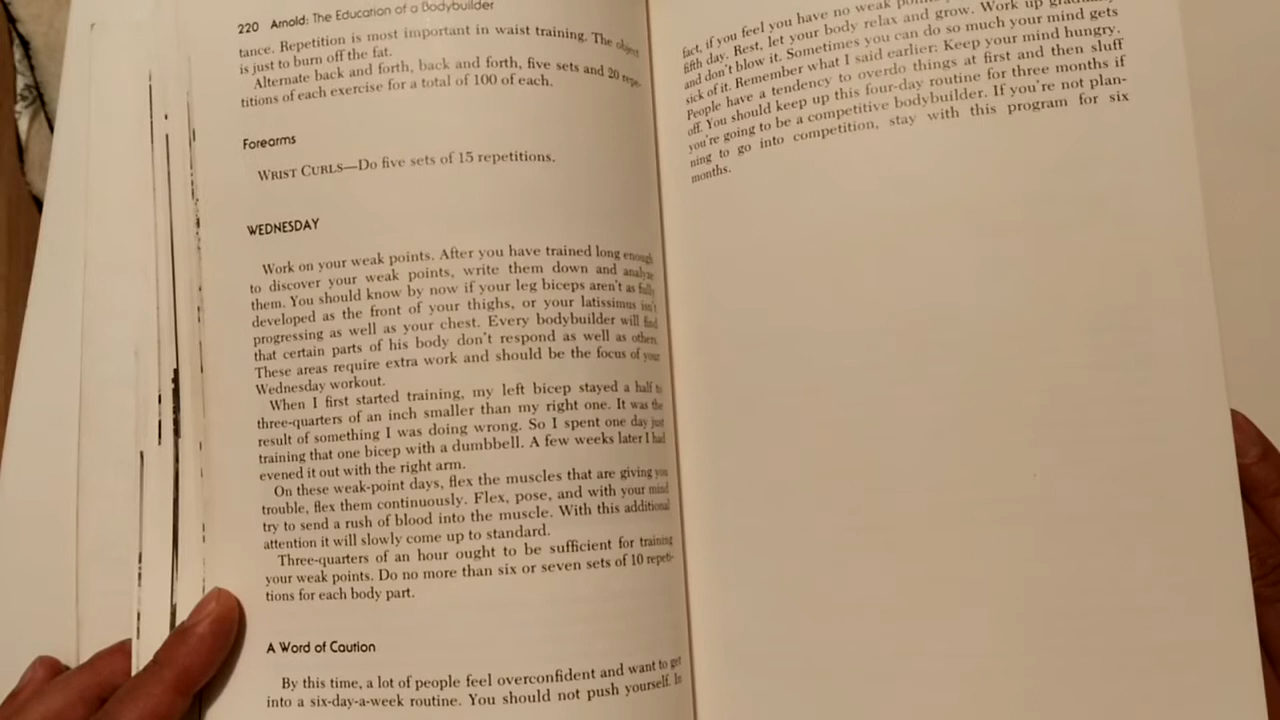 220 Arnold: The Education of a Bodybuilder
tance. Repetition is most important in waist training. The object
is just to burn off the fat.
Alternate back and forth, back and forth, five sets and 20 repe-
titions of each exercise for a total of 100 of each.
Forearms
WRIST CURLS—Do five sets of 15 repetitions.
WEDNESDAY
Work on your weak points. After you have trained long enough
to discover your weak points, write them down and analyze
them. You should know by now if your leg biceps aren't as fully
developed as the front of your thighs, or your latissimus isn't
progressing as well as your chest. Every bodybuilder will find
that certain parts of his body don't respond as well as others.
These areas require extra work and should be the focus of your
Wednesday workout.
When I first started training, my left bicep stayed a half to
three-quarters of an inch smaller than my right one. It was the
result of something I was doing wrong. So I spent one day just
training that one bicep with a dumbbell. A few weeks later I had
evened it out with the right arm.
On these weak-point days, flex the muscles that are giving you
trouble, flex them continuously. Flex, pose, and with your mind
try to send a rush of blood into the muscle. With this additional
attention it will slowly come up to standard.
Three-quarters of an hour ought to be sufficient for training
your weak points. Do no more than six or seven sets of 10 repeti-
tions for each body part.
A Word of Caution
By this time, a lot of people feel overconfident and want to get
into a six-day-a-week routine. You should not push yourself. In
fact, if you feel you have no weak
fifth day. Rest, let your body relax and grow. Work up
and don't blow it. Sometimes you can do so much your mind gets
sick of it. Remember what I said earlier: Keep your mind hungry.
People have a tendency to overdo things at first and then sluff
off. You should keep up this four-day routine for three months if
you're going to be a competitive bodybuilder. If you're not plan-
ning to go into competition, stay with this program for six
months.